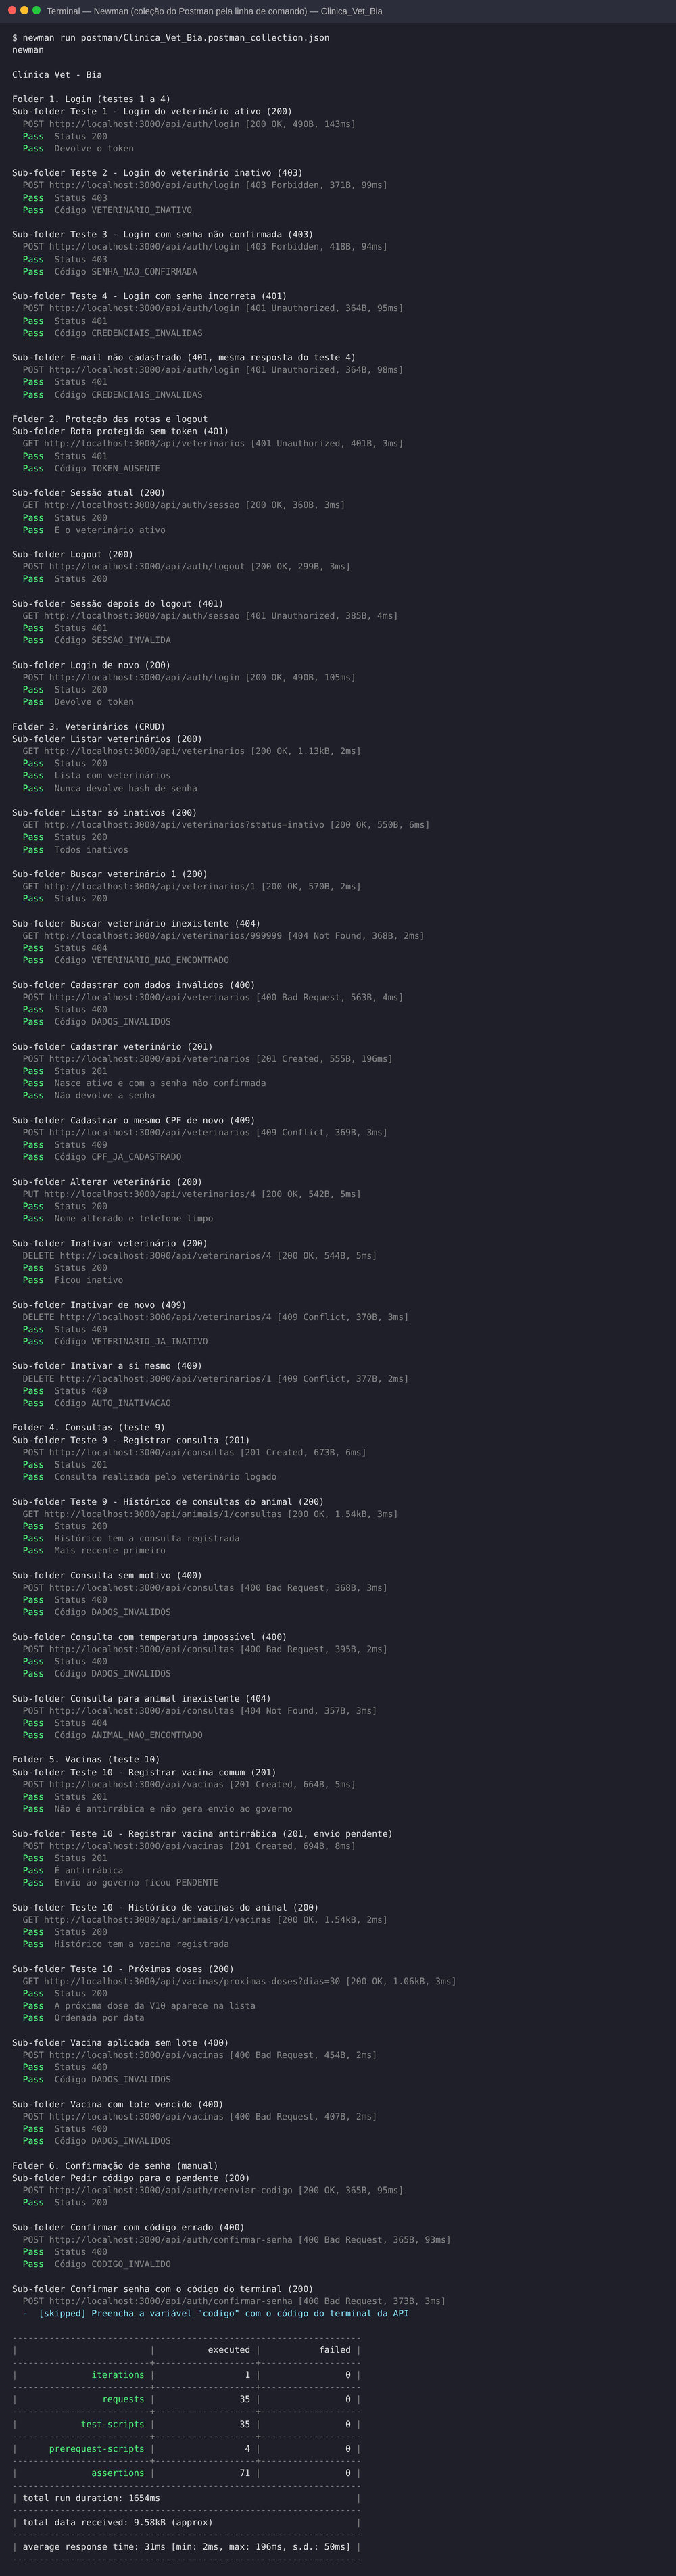 Terminal — Newman (coleção do Postman pela linha de comando) — Clinica_Vet_Bia
$ newman run postman/Clinica_Vet_Bia.postman_collection.json
newman
Clínica Vet - Bia
Folder 1. Login (testes 1 a 4)
Sub-folder Teste 1 - Login do veterinário ativo (200)
POST http://localhost:3000/api/auth/login [200 OK, 490B, 143ms]
Pass  Status 200
Pass  Devolve o token
Sub-folder Teste 2 - Login do veterinário inativo (403)
POST http://localhost:3000/api/auth/login [403 Forbidden, 371B, 99ms]
Pass  Status 403
Pass  Código VETERINARIO_INATIVO
Sub-folder Teste 3 - Login com senha não confirmada (403)
POST http://localhost:3000/api/auth/login [403 Forbidden, 418B, 94ms]
Pass  Status 403
Pass  Código SENHA_NAO_CONFIRMADA
Sub-folder Teste 4 - Login com senha incorreta (401)
POST http://localhost:3000/api/auth/login [401 Unauthorized, 364B, 95ms]
Pass  Status 401
Pass  Código CREDENCIAIS_INVALIDAS
Sub-folder E-mail não cadastrado (401, mesma resposta do teste 4)
POST http://localhost:3000/api/auth/login [401 Unauthorized, 364B, 98ms]
Pass  Status 401
Pass  Código CREDENCIAIS_INVALIDAS
Folder 2. Proteção das rotas e logout
Sub-folder Rota protegida sem token (401)
GET http://localhost:3000/api/veterinarios [401 Unauthorized, 401B, 3ms]
Pass  Status 401
Pass  Código TOKEN_AUSENTE
Sub-folder Sessão atual (200)
GET http://localhost:3000/api/auth/sessao [200 OK, 360B, 3ms]
Pass  Status 200
Pass  É o veterinário ativo
Sub-folder Logout (200)
POST http://localhost:3000/api/auth/logout [200 OK, 299B, 3ms]
Pass  Status 200
Sub-folder Sessão depois do logout (401)
GET http://localhost:3000/api/auth/sessao [401 Unauthorized, 385B, 4ms]
Pass  Status 401
Pass  Código SESSAO_INVALIDA
Sub-folder Login de novo (200)
POST http://localhost:3000/api/auth/login [200 OK, 490B, 105ms]
Pass  Status 200
Pass  Devolve o token
Folder 3. Veterinários (CRUD)
Sub-folder Listar veterinários (200)
GET http://localhost:3000/api/veterinarios [200 OK, 1.13kB, 2ms]
Pass  Status 200
Pass  Lista com veterinários
Pass  Nunca devolve hash de senha
Sub-folder Listar só inativos (200)
GET http://localhost:3000/api/veterinarios?status=inativo [200 OK, 550B, 6ms]
Pass  Status 200
Pass  Todos inativos
Sub-folder Buscar veterinário 1 (200)
GET http://localhost:3000/api/veterinarios/1 [200 OK, 570B, 2ms]
Pass  Status 200
Sub-folder Buscar veterinário inexistente (404)
GET http://localhost:3000/api/veterinarios/999999 [404 Not Found, 368B, 2ms]
Pass  Status 404
Pass  Código VETERINARIO_NAO_ENCONTRADO
Sub-folder Cadastrar com dados inválidos (400)
POST http://localhost:3000/api/veterinarios [400 Bad Request, 563B, 4ms]
Pass  Status 400
Pass  Código DADOS_INVALIDOS
Sub-folder Cadastrar veterinário (201)
POST http://localhost:3000/api/veterinarios [201 Created, 555B, 196ms]
Pass  Status 201
Pass  Nasce ativo e com a senha não confirmada
Pass  Não devolve a senha
Sub-folder Cadastrar o mesmo CPF de novo (409)
POST http://localhost:3000/api/veterinarios [409 Conflict, 369B, 3ms]
Pass  Status 409
Pass  Código CPF_JA_CADASTRADO
Sub-folder Alterar veterinário (200)
PUT http://localhost:3000/api/veterinarios/4 [200 OK, 542B, 5ms]
Pass  Status 200
Pass  Nome alterado e telefone limpo
Sub-folder Inativar veterinário (200)
DELETE http://localhost:3000/api/veterinarios/4 [200 OK, 544B, 5ms]
Pass  Status 200
Pass  Ficou inativo
Sub-folder Inativar de novo (409)
DELETE http://localhost:3000/api/veterinarios/4 [409 Conflict, 370B, 3ms]
Pass  Status 409
Pass  Código VETERINARIO_JA_INATIVO
Sub-folder Inativar a si mesmo (409)
DELETE http://localhost:3000/api/veterinarios/1 [409 Conflict, 377B, 2ms]
Pass  Status 409
Pass  Código AUTO_INATIVACAO
Folder 4. Consultas (teste 9)
Sub-folder Teste 9 - Registrar consulta (201)
POST http://localhost:3000/api/consultas [201 Created, 673B, 6ms]
Pass  Status 201
Pass  Consulta realizada pelo veterinário logado
Sub-folder Teste 9 - Histórico de consultas do animal (200)
GET http://localhost:3000/api/animais/1/consultas [200 OK, 1.54kB, 3ms]
Pass  Status 200
Pass  Histórico tem a consulta registrada
Pass  Mais recente primeiro
Sub-folder Consulta sem motivo (400)
POST http://localhost:3000/api/consultas [400 Bad Request, 368B, 3ms]
Pass  Status 400
Pass  Código DADOS_INVALIDOS
Sub-folder Consulta com temperatura impossível (400)
POST http://localhost:3000/api/consultas [400 Bad Request, 395B, 2ms]
Pass  Status 400
Pass  Código DADOS_INVALIDOS
Sub-folder Consulta para animal inexistente (404)
POST http://localhost:3000/api/consultas [404 Not Found, 357B, 3ms]
Pass  Status 404
Pass  Código ANIMAL_NAO_ENCONTRADO
Folder 5. Vacinas (teste 10)
Sub-folder Teste 10 - Registrar vacina comum (201)
POST http://localhost:3000/api/vacinas [201 Created, 664B, 5ms]
Pass  Status 201
Pass  Não é antirrábica e não gera envio ao governo
Sub-folder Teste 10 - Registrar vacina antirrábica (201, envio pendente)
POST http://localhost:3000/api/vacinas [201 Created, 694B, 8ms]
Pass  Status 201
Pass  É antirrábica
Pass  Envio ao governo ficou PENDENTE
Sub-folder Teste 10 - Histórico de vacinas do animal (200)
GET http://localhost:3000/api/animais/1/vacinas [200 OK, 1.54kB, 2ms]
Pass  Status 200
Pass  Histórico tem a vacina registrada
Sub-folder Teste 10 - Próximas doses (200)
GET http://localhost:3000/api/vacinas/proximas-doses?dias=30 [200 OK, 1.06kB, 3ms]
Pass  Status 200
Pass  A próxima dose da V10 aparece na lista
Pass  Ordenada por data
Sub-folder Vacina aplicada sem lote (400)
POST http://localhost:3000/api/vacinas [400 Bad Request, 454B, 2ms]
Pass  Status 400
Pass  Código DADOS_INVALIDOS
Sub-folder Vacina com lote vencido (400)
POST http://localhost:3000/api/vacinas [400 Bad Request, 407B, 2ms]
Pass  Status 400
Pass  Código DADOS_INVALIDOS
Folder 6. Confirmação de senha (manual)
Sub-folder Pedir código para o pendente (200)
POST http://localhost:3000/api/auth/reenviar-codigo [200 OK, 365B, 95ms]
Pass  Status 200
Sub-folder Confirmar com código errado (400)
POST http://localhost:3000/api/auth/confirmar-senha [400 Bad Request, 365B, 93ms]
Pass  Status 400
Pass  Código CODIGO_INVALIDO
Sub-folder Confirmar senha com o código do terminal (200)
POST http://localhost:3000/api/auth/confirmar-senha [400 Bad Request, 373B, 3ms]
-  [skipped] Preencha a variável "codigo" com o código do terminal da API
| | executed | failed |
| iterations | 1 | 0 |
| requests | 35 | 0 |
| test-scripts | 35 | 0 |
| prerequest-scripts | 4 | 0 |
| assertions | 71 | 0 |
| total run duration: 1654ms |
| total data received: 9.58kB (approx) |
| average response time: 31ms [min: 2ms, max: 196ms, s.d.: 50ms] |